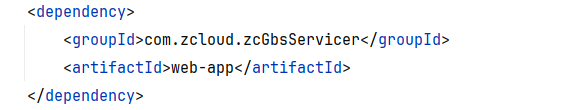 <dependency>
<groupId>com.zcloud.zcGbsServicer</groupId>
<artifactId>web-app</artifactId>
</dependency>